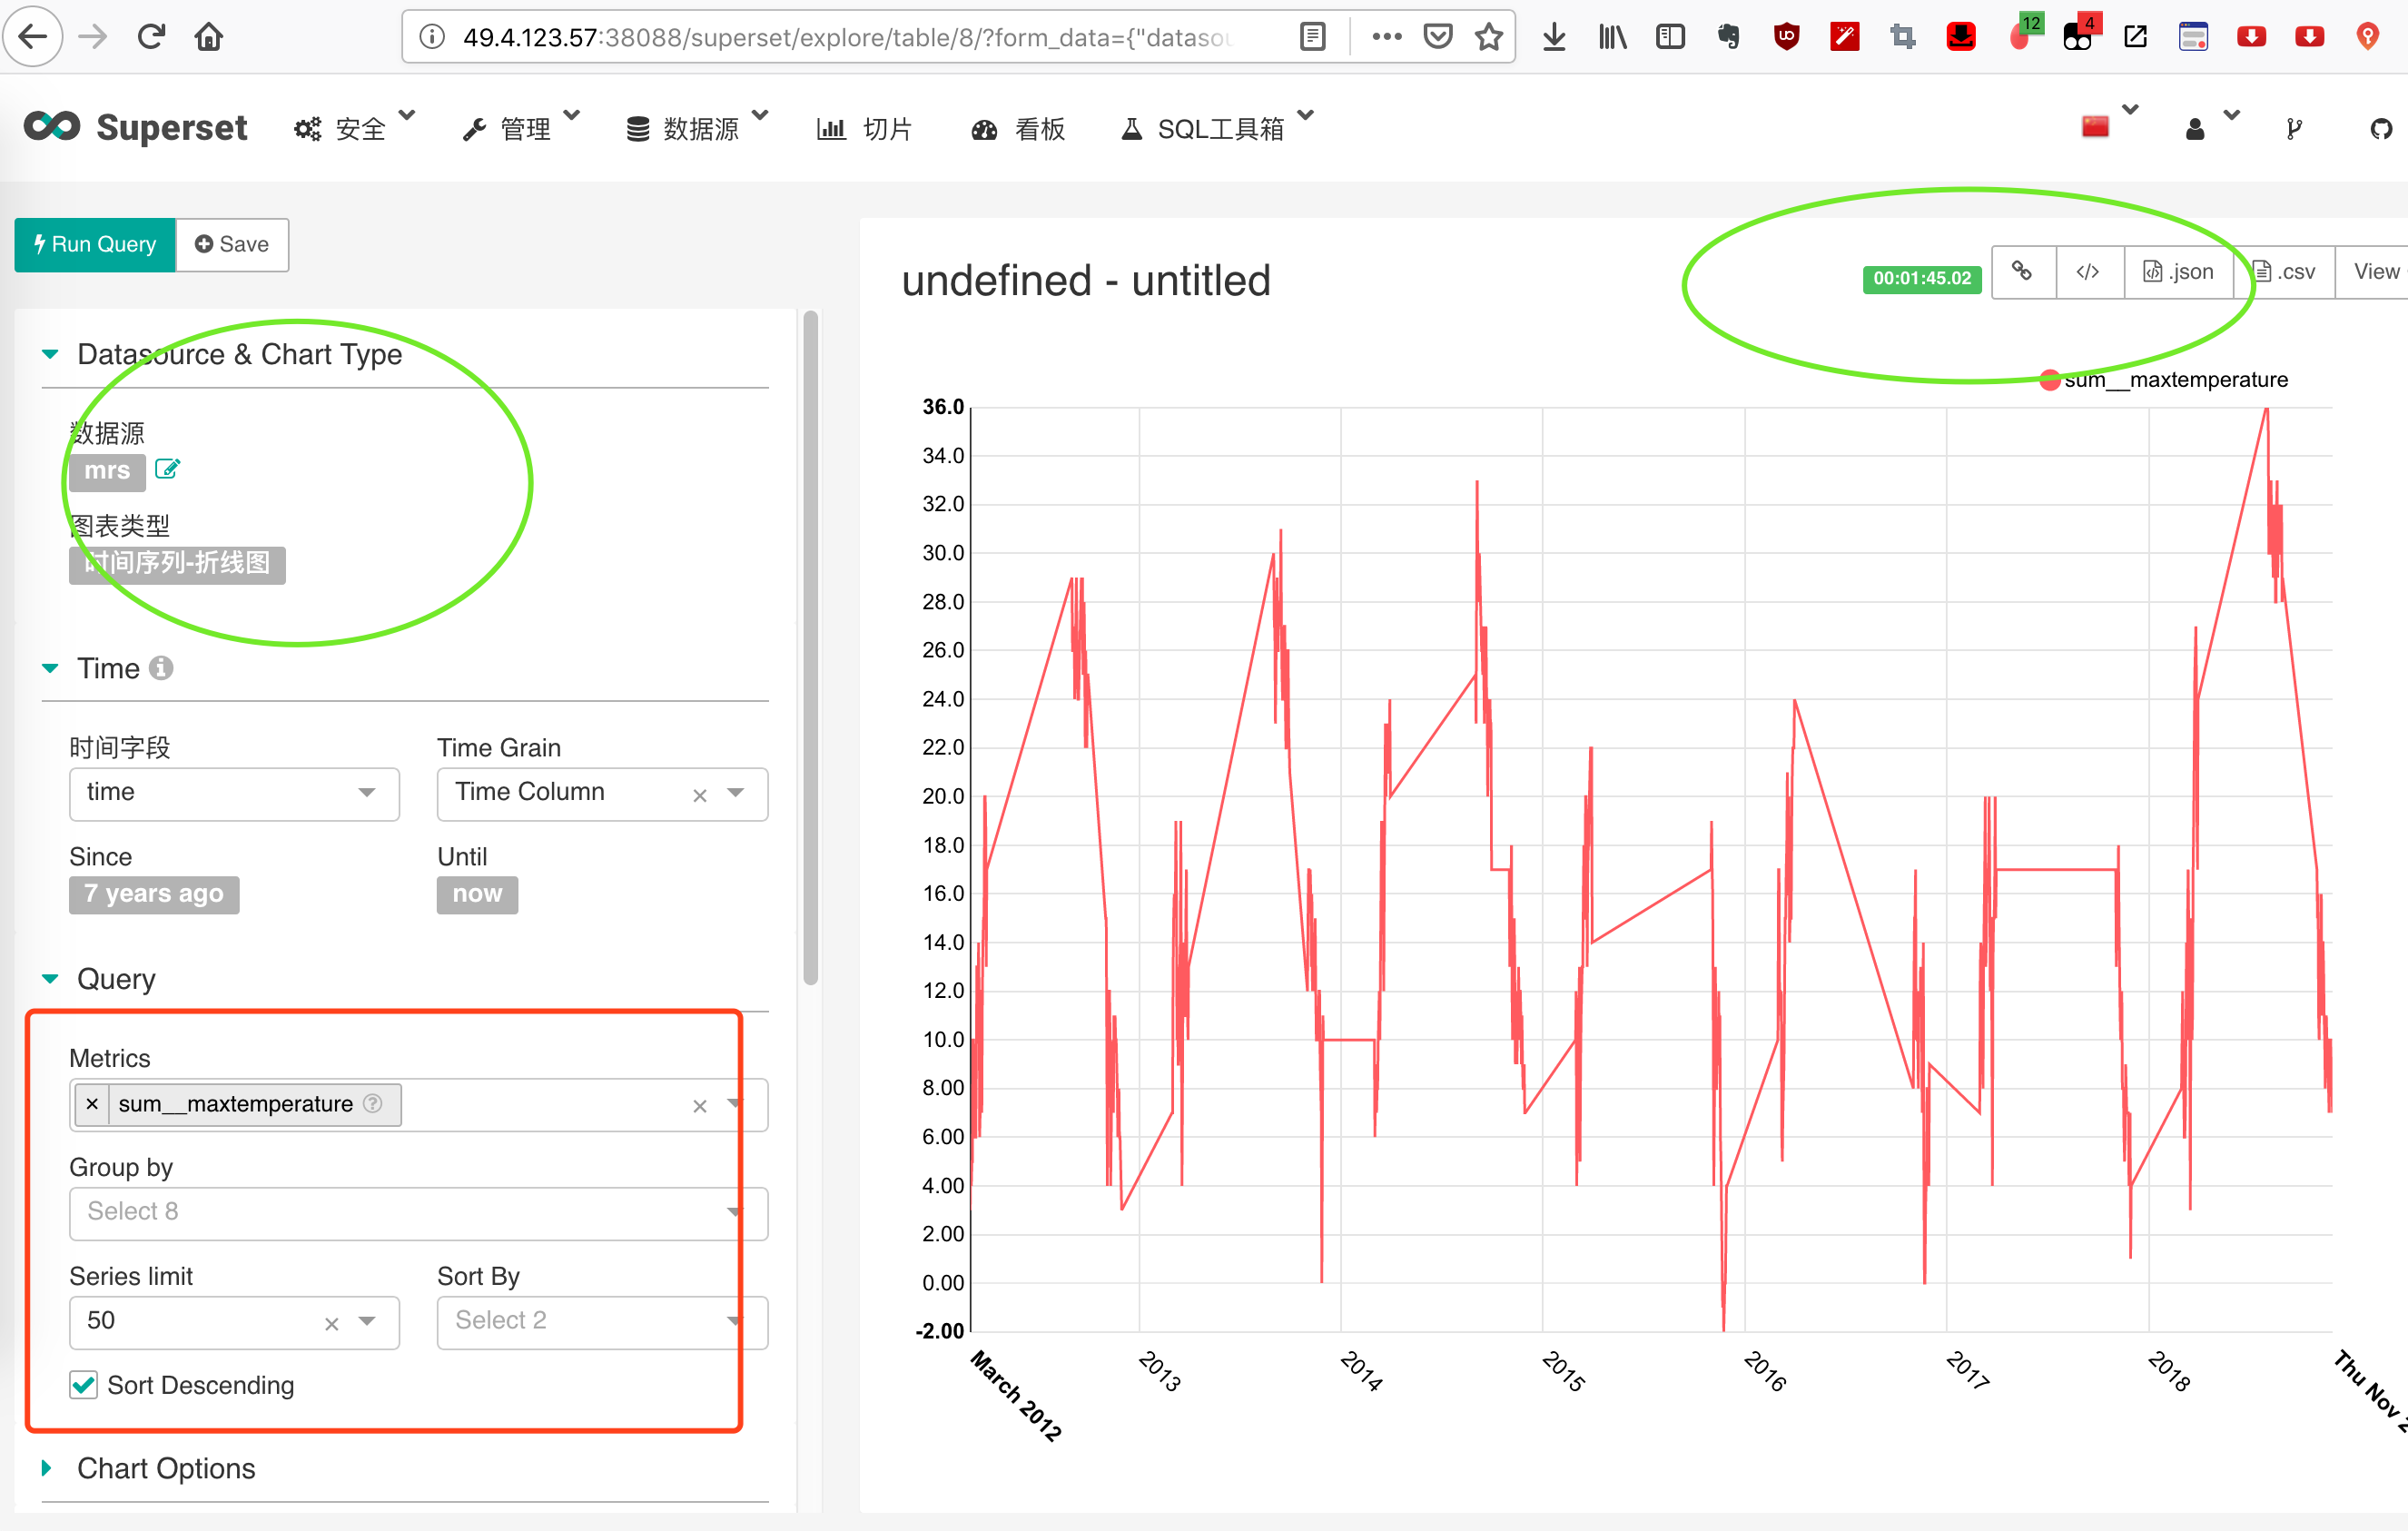 49.4.123.57:38088/superset/explore/table/8/?form_data={"dataso
12
4
Superset
安全
管理
数据源
切片
看板
SQL工具箱
Run Query
Save
undefined - untitled
00:01:45.02
.json
.csv
View
Datasource & Chart Type
数据源
mrs
图表类型
时间序列-折线图
Time
时间字段
Time Grain
time
Time Column
Since
Until
7 years ago
now
Query
Metrics
sum__maxtemperature
Group by
Select 8
Series limit
Sort By
50
Select 2
Sort Descending
Chart Options
sum__maxtemperature
36.0
34.0
32.0
30.0
28.0
26.0
24.0
22.0
20.0
18.0
16.0
14.0
12.0
10.0
8.00
6.00
4.00
2.00
0.00
-2.00
March 2012
2013
2014
2015
2016
2017
2018
Thu Nov 2